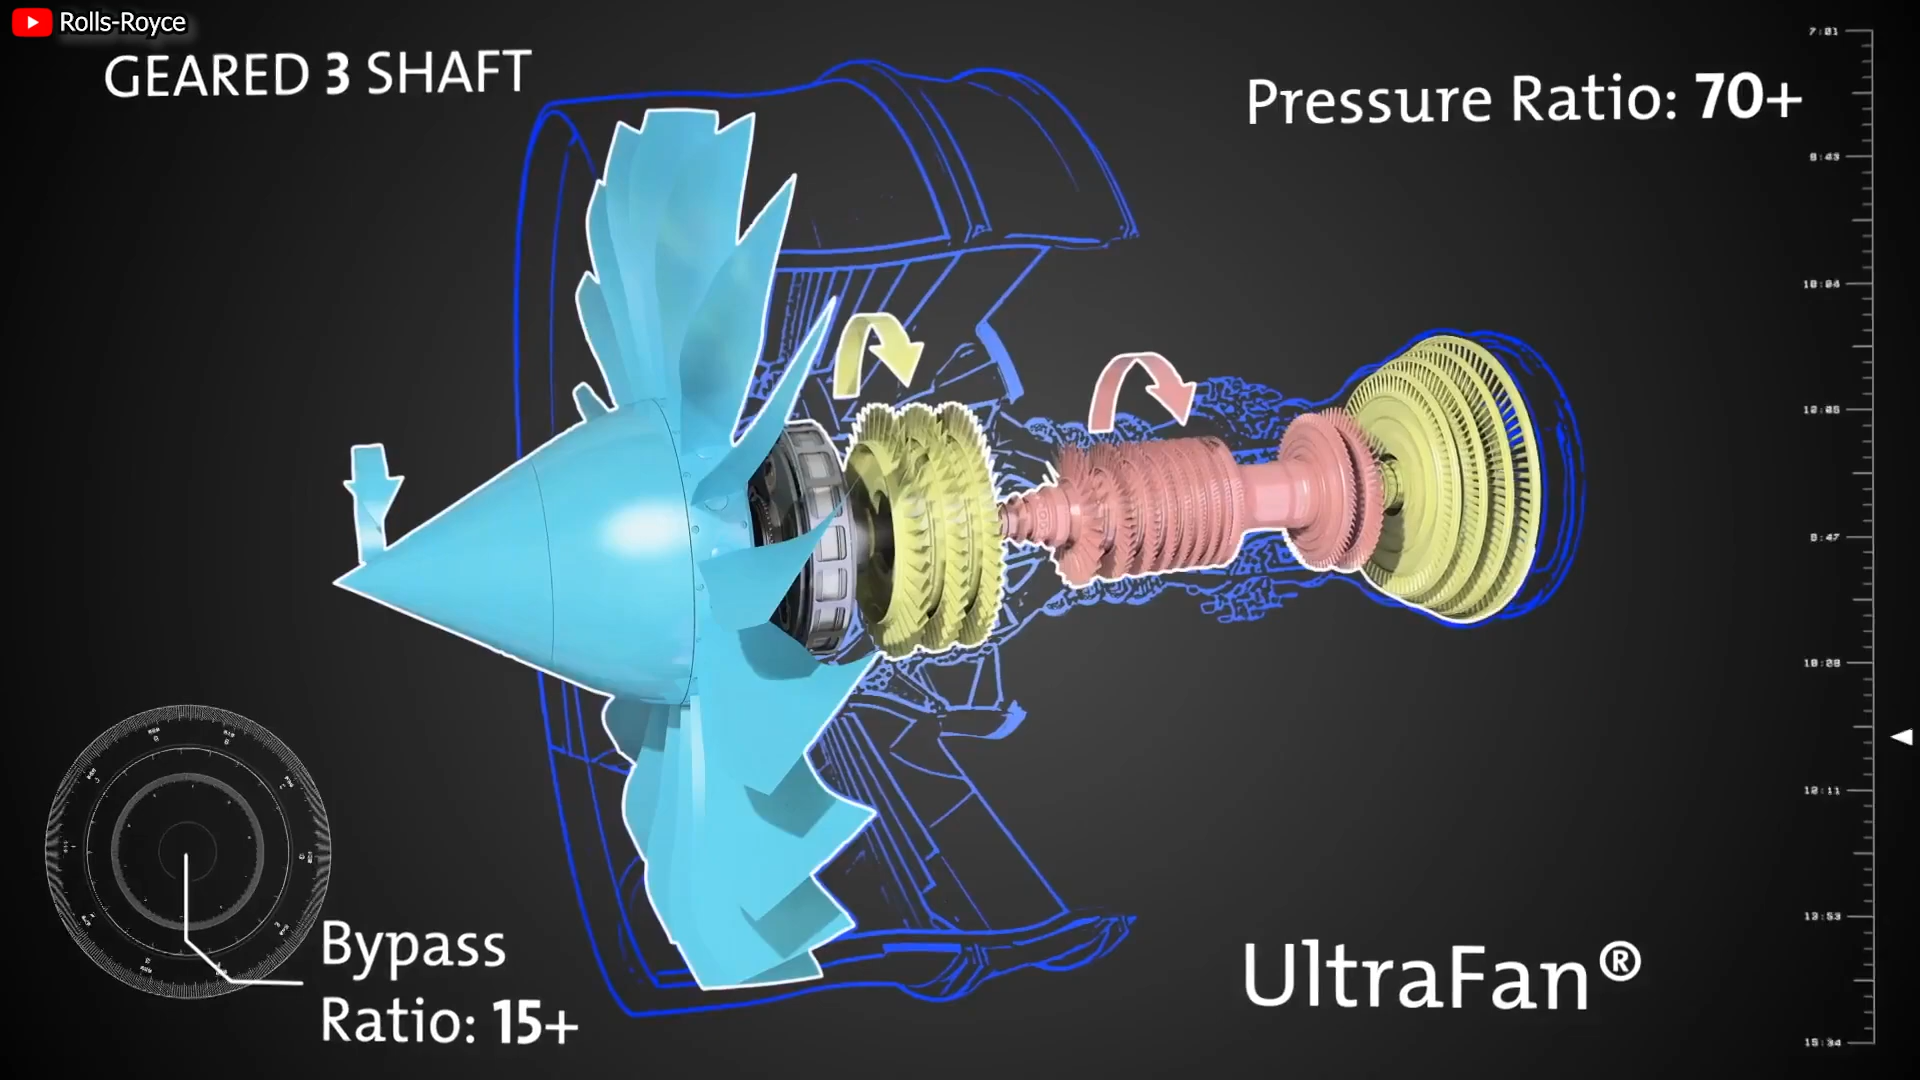 Rolls-Royce
GEARED 3 SHAFT
Pressure Ratio: 70+
Bypass
Ratio: 15+
UltraFan®